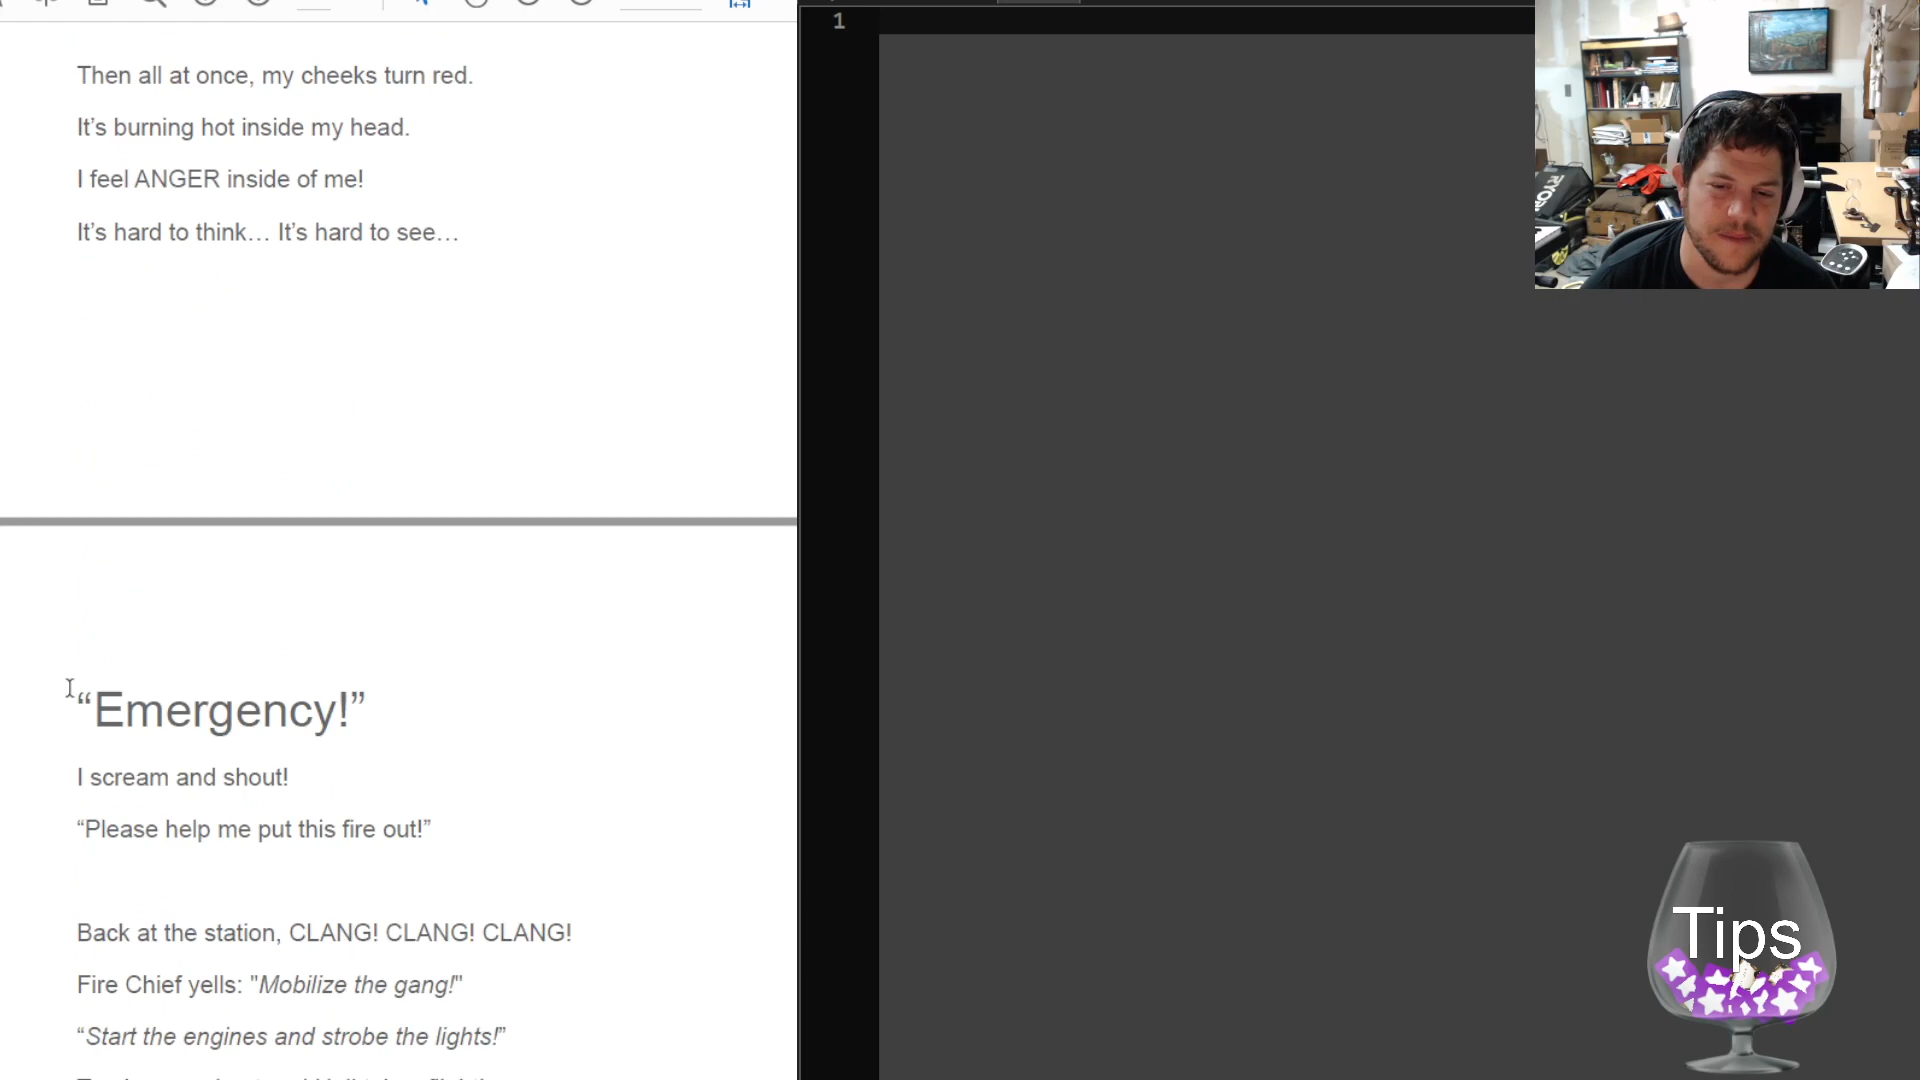 1
Then all at once, my cheeks turn red.
It’s burning hot inside my head.
I feel ANGER inside of me!
It’s hard to think… It’s hard to see…
“Emergency!”
I scream and shout!
“Please help me put this fire out!”
Back at the station, CLANG! CLANG! CLANG!
Fire Chief yells: "Mobilize the gang!"
“Start the engines and strobe the lights!”
RYOBI
Tips